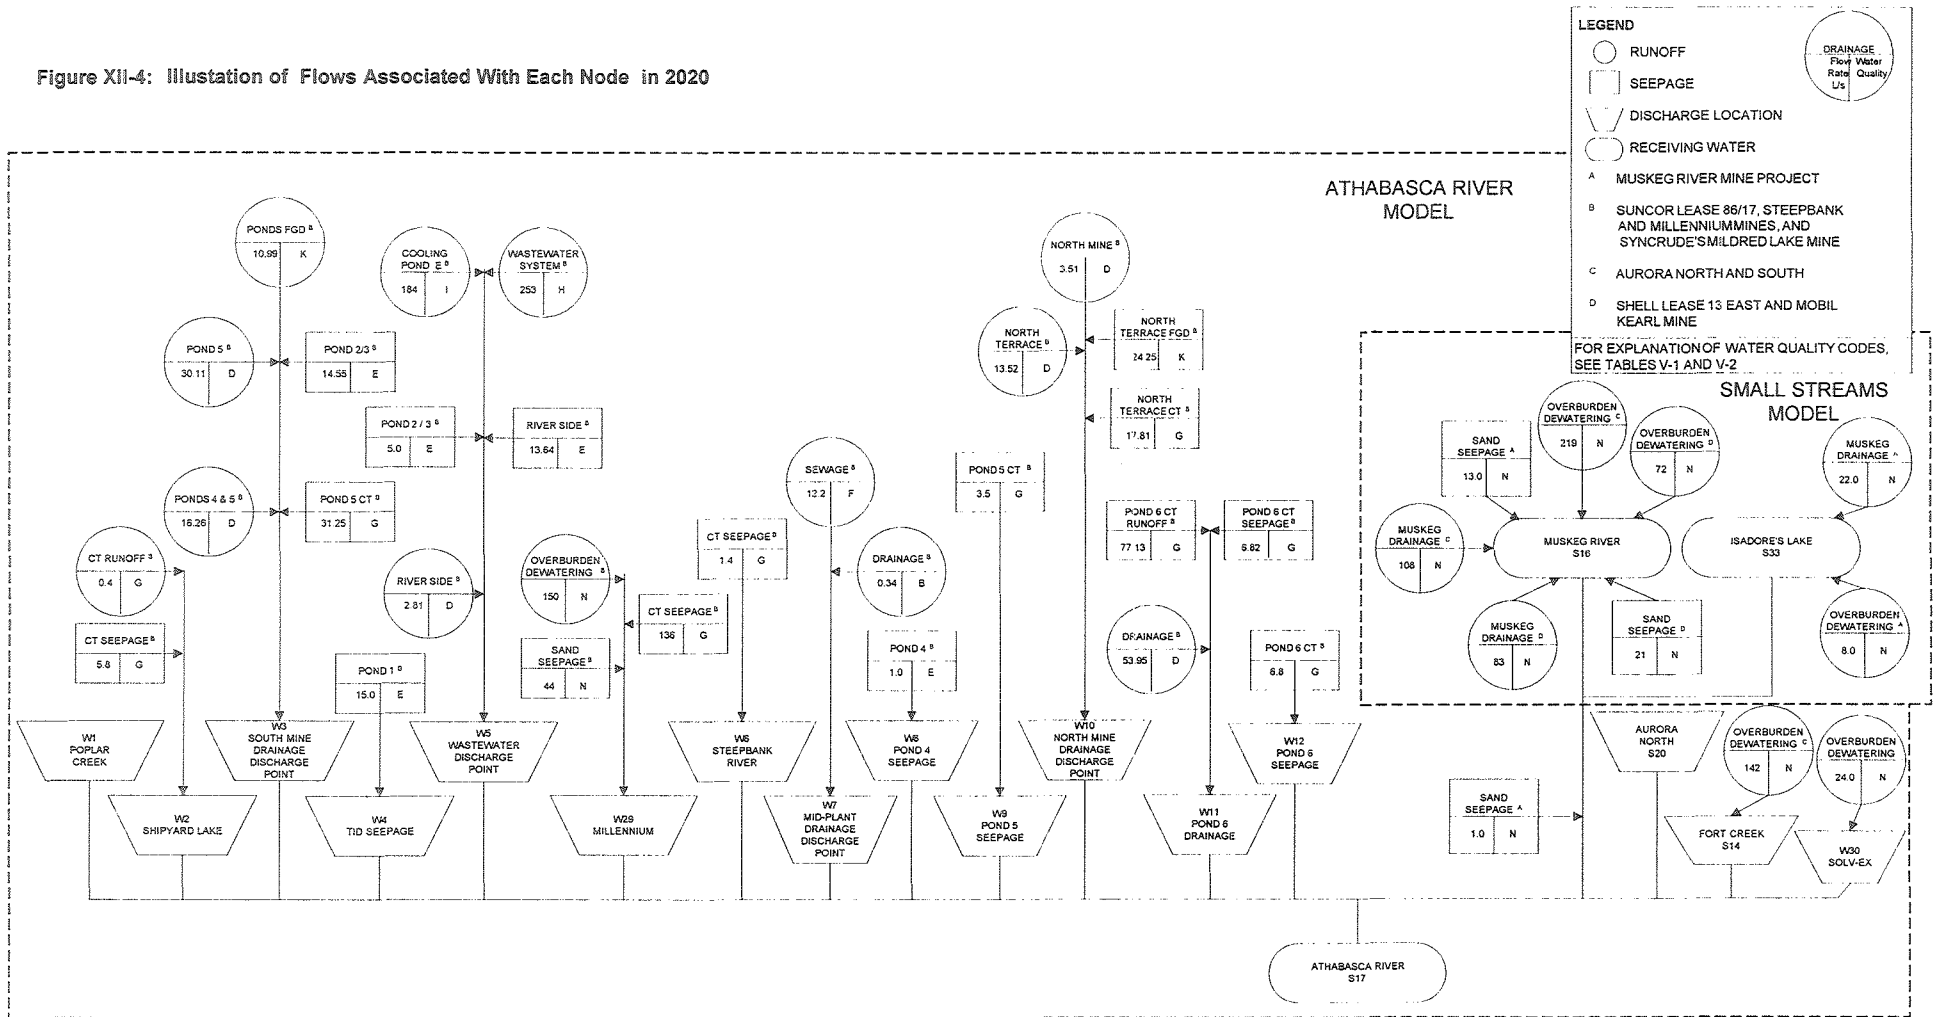 Figure XII-4: Illustation of Flows Associated With Each Node in 2020
LEGEND
RUNOFF
SEEPAGE
DISCHARGE LOCATION
RECEIVING WATER
DRAINAGE
Flow Water
Rate Quality
L/s
A MUSKEG RIVER MINE PROJECT
B SUNCOR LEASE 86/17, STEEPBANK
AND MILLENNIUM MINES, AND
SYNCRUDE'S MILDRED LAKE MINE
C AURORA NORTH AND SOUTH
D SHELL LEASE 13 EAST AND MOBIL
KEARL MINE
FOR EXPLANATION OF WATER QUALITY CODES,
SEE TABLES V-1 AND V-2
ATHABASCA RIVER
MODEL
SMALL STREAMS
MODEL
CT RUNOFF B
0.4 G
CT SEEPAGE B
5.8 G
PONDS FGD B
10.99 K
POND 5 B
30.11 D
POND 2/3 B
14.55 E
PONDS 4 & 5 B
16.26 D
POND 5 CT B
31.25 G
POND 1 B
15.0 E
COOLING
POND E B
184 I
WASTEWATER
SYSTEM B
253 H
POND 2 / 3 B
5.0 E
RIVER SIDE B
13.64 E
RIVER SIDE B
2.81 D
OVERBURDEN
DEWATERING B
150 N
CT SEEPAGE B
136 G
SAND
SEEPAGE B
44 N
CT SEEPAGE B
1.4 G
SEWAGE B
12.2 F
DRAINAGE B
0.34 B
POND 4 B
1.0 E
POND 5 CT B
3.5 G
NORTH MINE B
3.51 D
NORTH
TERRACE B
13.52 D
NORTH
TERRACE FGD B
24.25 K
NORTH
TERRACE CT B
17.81 G
POND 6 CT
RUNOFF B
77.13 G
POND 6 CT
SEEPAGE B
6.82 G
DRAINAGE B
53.95 D
POND 6 CT B
6.8 G
SAND
SEEPAGE A
13.0 N
OVERBURDEN
DEWATERING C
219 N
OVERBURDEN
DEWATERING D
72 N
MUSKEG
DRAINAGE A
22.0 N
MUSKEG
DRAINAGE C
108 N
MUSKEG RIVER
S16
ISADORE'S LAKE
S33
MUSKEG
DRAINAGE D
83 N
SAND
SEEPAGE D
21 N
OVERBURDEN
DEWATERING A
8.0 N
W1
POPLAR
CREEK
W2
SHIPYARD LAKE
W3
SOUTH MINE
DRAINAGE
DISCHARGE
POINT
W4
TID SEEPAGE
W5
WASTEWATER
DISCHARGE
POINT
W29
MILLENNIUM
W6
STEEPBANK
RIVER
W7
MID-PLANT
DRAINAGE
DISCHARGE
POINT
W8
POND 4
SEEPAGE
W9
POND 5
SEEPAGE
W10
NORTH MINE
DRAINAGE
DISCHARGE
POINT
W11
POND 6
DRAINAGE
W12
POND 6
SEEPAGE
SAND
SEEPAGE A
1.0 N
AURORA
NORTH
S20
OVERBURDEN
DEWATERING C
142 N
OVERBURDEN
DEWATERING
24.0 N
FORT CREEK
S14
W30
SOLV-EX
ATHABASCA RIVER
S17